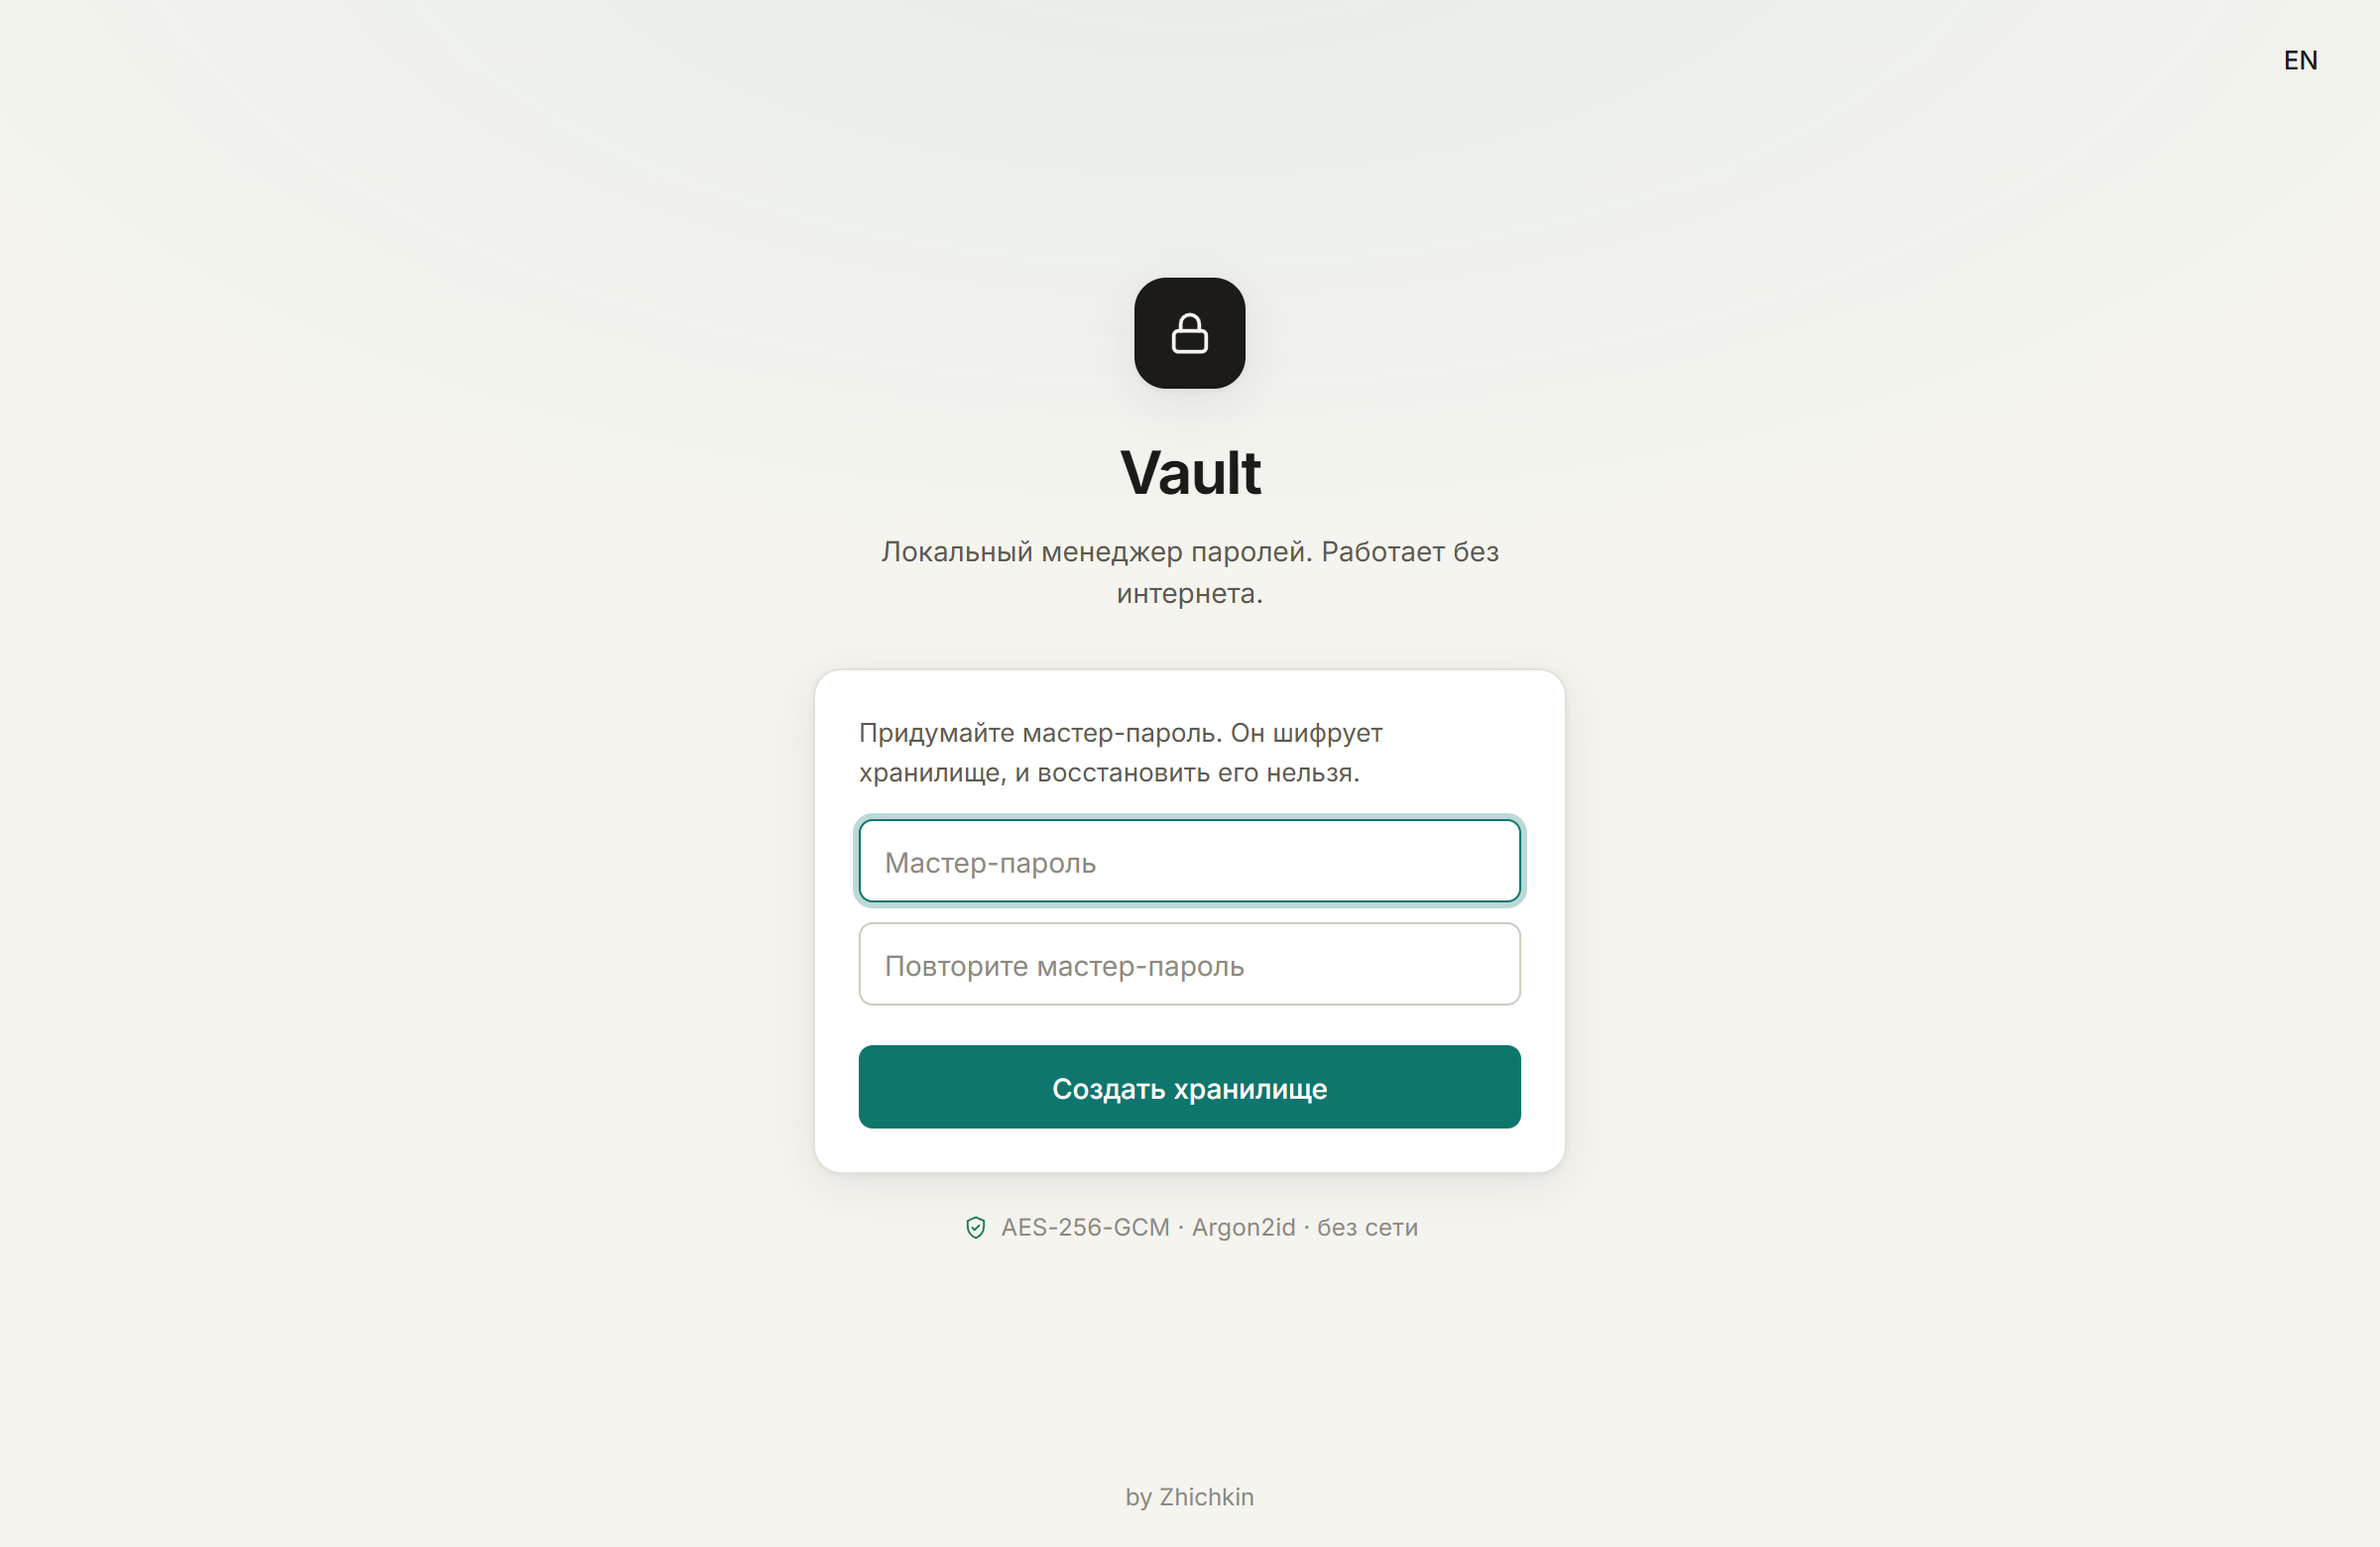 EN
Vault
Локальный менеджер паролей. Работает без
интернета.
Придумайте мастер-пароль. Он шифрует
хранилище, и восстановить его нельзя.
Мастер-пароль
Повторите мастер-пароль
Создать хранилище
AES-256-GCM · Argon2id · без сети
by Zhichkin